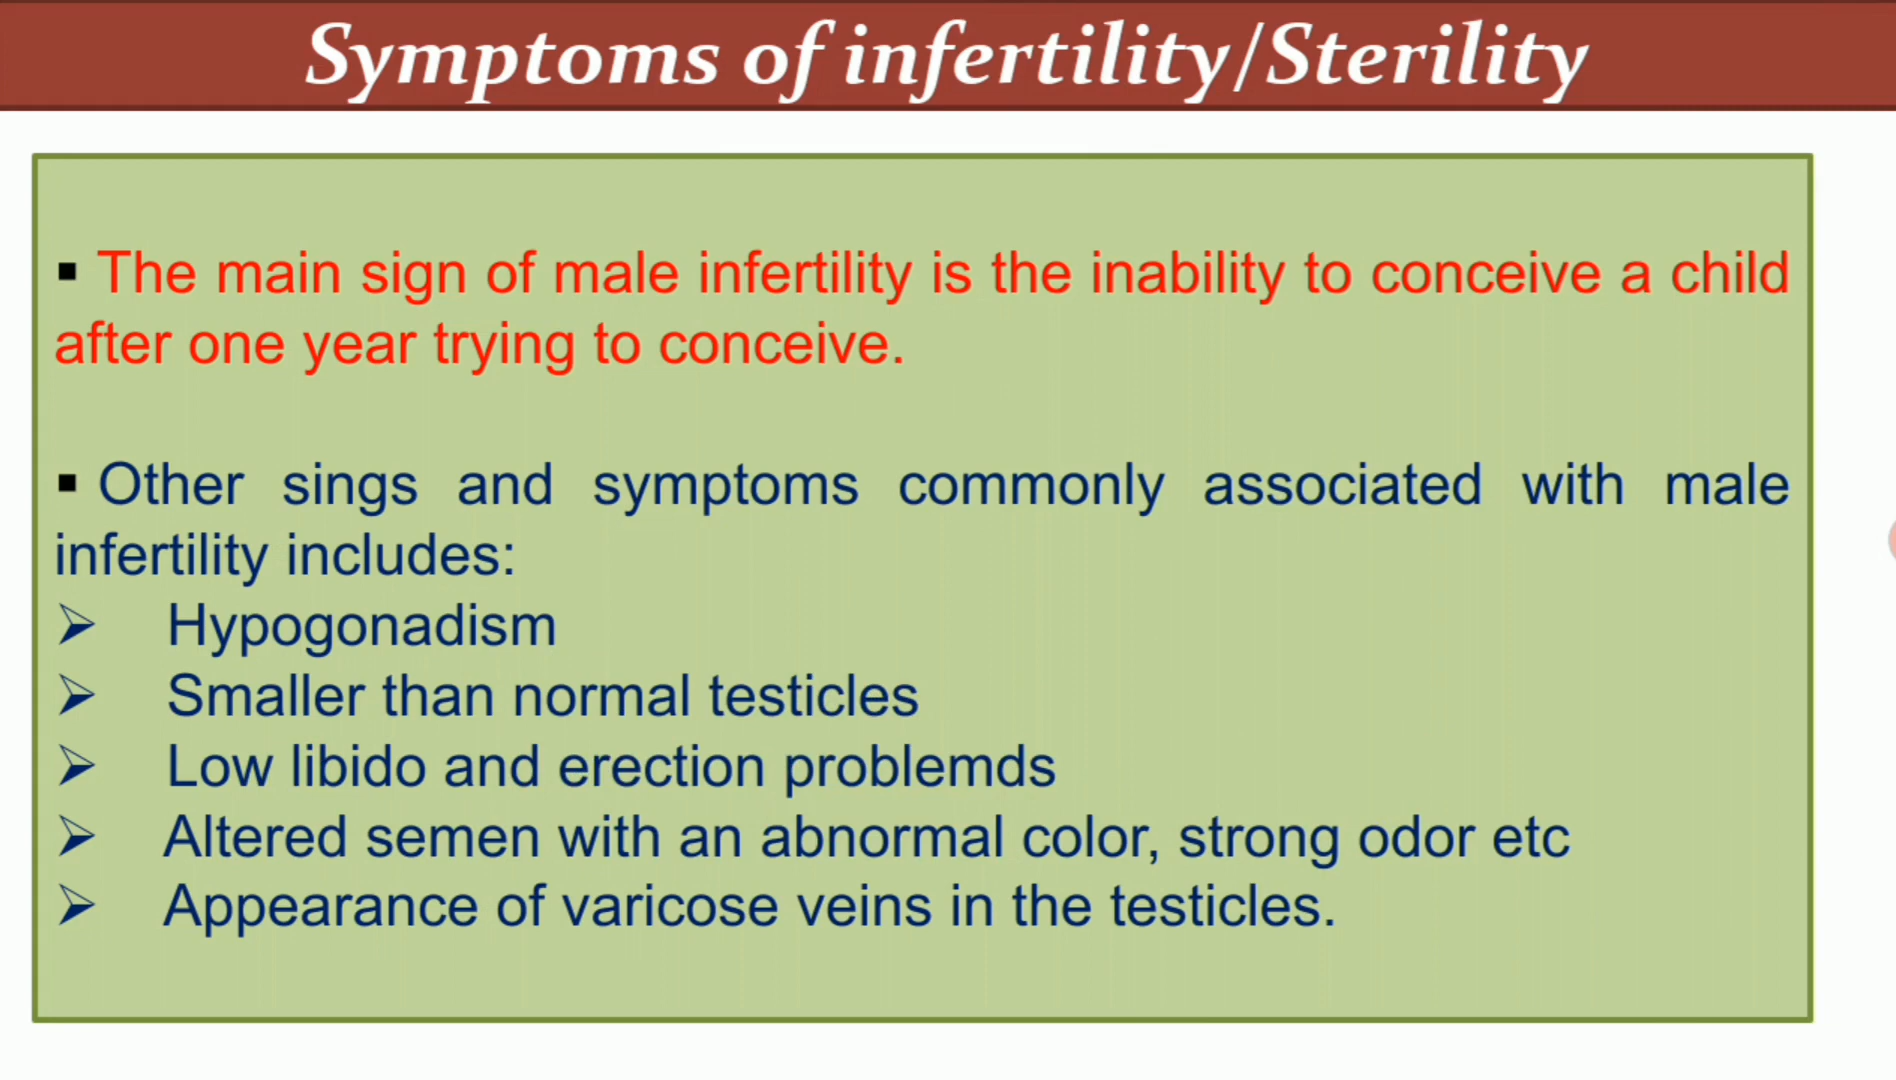 Symptoms of infertility/Sterility
▪ The main sign of male infertility is the inability to conceive a child
after one year trying to conceive.
▪ Other sings and symptoms commonly associated with male
infertility includes:
➢ Hypogonadism
➢ Smaller than normal testicles
➢ Low libido and erection problemds
➢ Altered semen with an abnormal color, strong odor etc
➢ Appearance of varicose veins in the testicles.